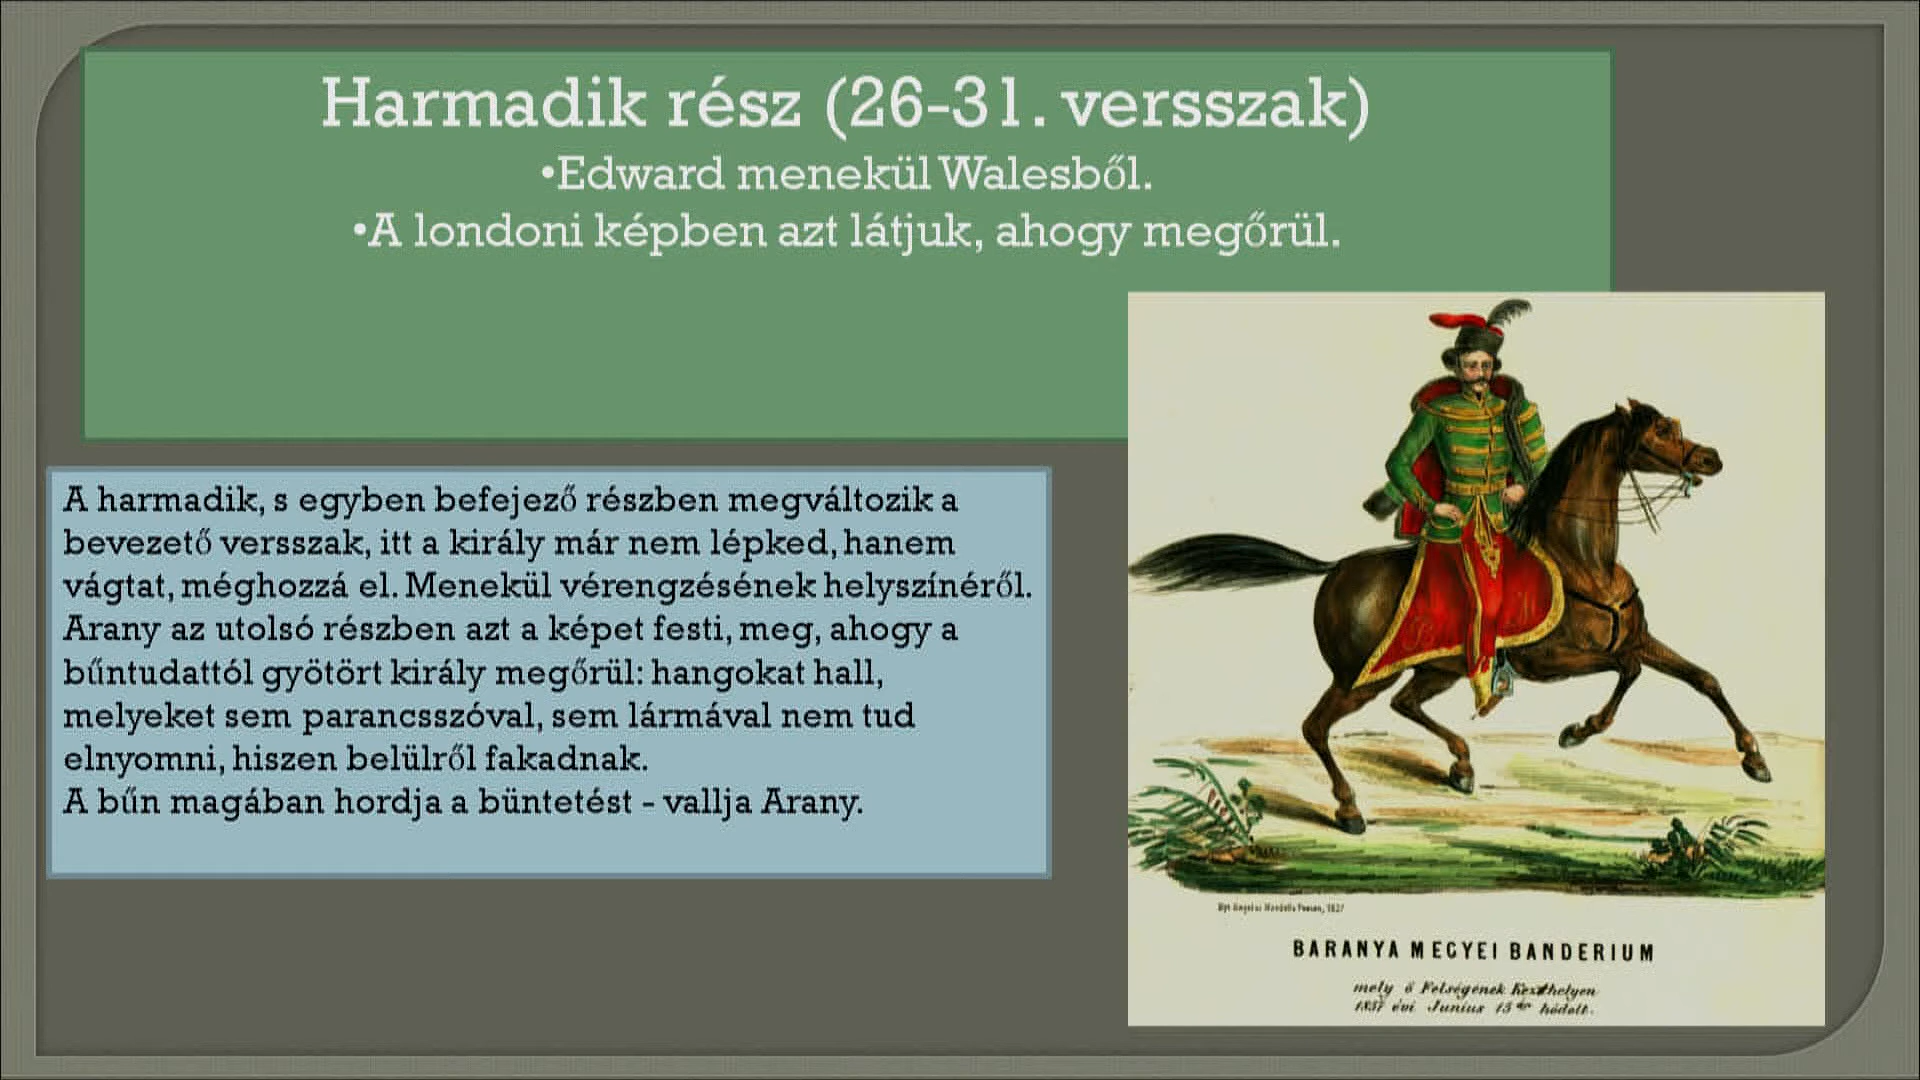 Harmadik rész (26-31. versszak)
•Edward menekül Walesből.
•A londoni képben azt látjuk, ahogy megőrül.
A harmadik, s egyben befejező részben megváltozik a
bevezető versszak, itt a király már nem lépked, hanem
vágtat, méghozzá el. Menekül vérengzésének helyszínéről.
Arany az utolsó részben azt a képet festi, meg, ahogy a
bűntudattól gyötört király megőrül: hangokat hall,
melyeket sem parancsszóval, sem lármával nem tud
elnyomni, hiszen belülről fakadnak.
A bűn magában hordja a büntetést - vallja Arany.
BARANYA MEGYEI BANDERIUM
mely ő Felségének Keszthelyen
1857 évi Junius 15 hódolt.